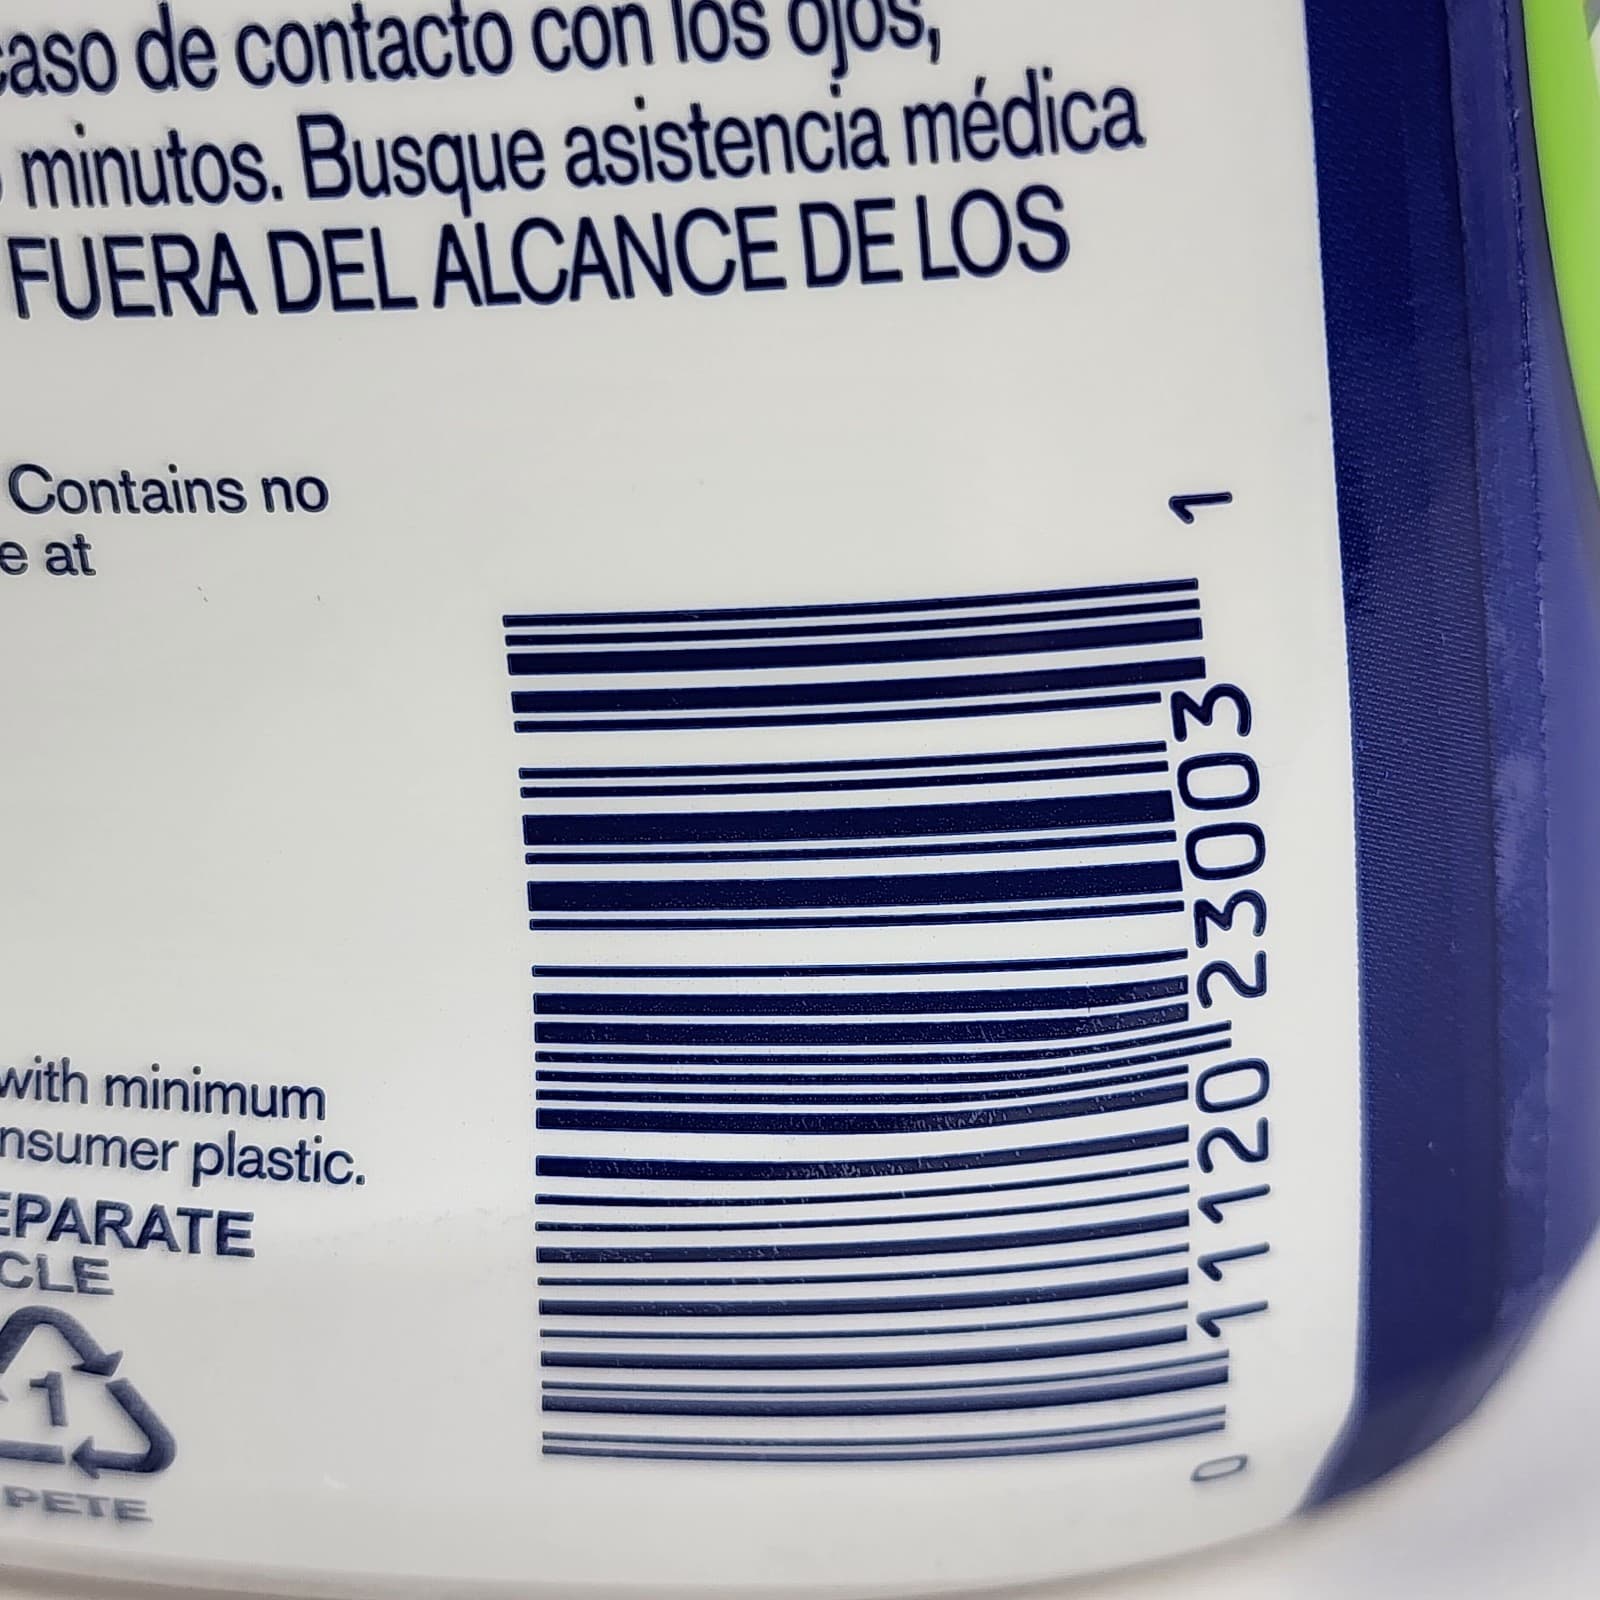 caso de contacto con los ojos,
minutos. Busque asistencia médica
FUERA DEL ALCANCE DE LOS
Contains no
e at
with minimum
nsumer plastic.
EPARATE
CLE
1
PETE
0 11120 23003 1